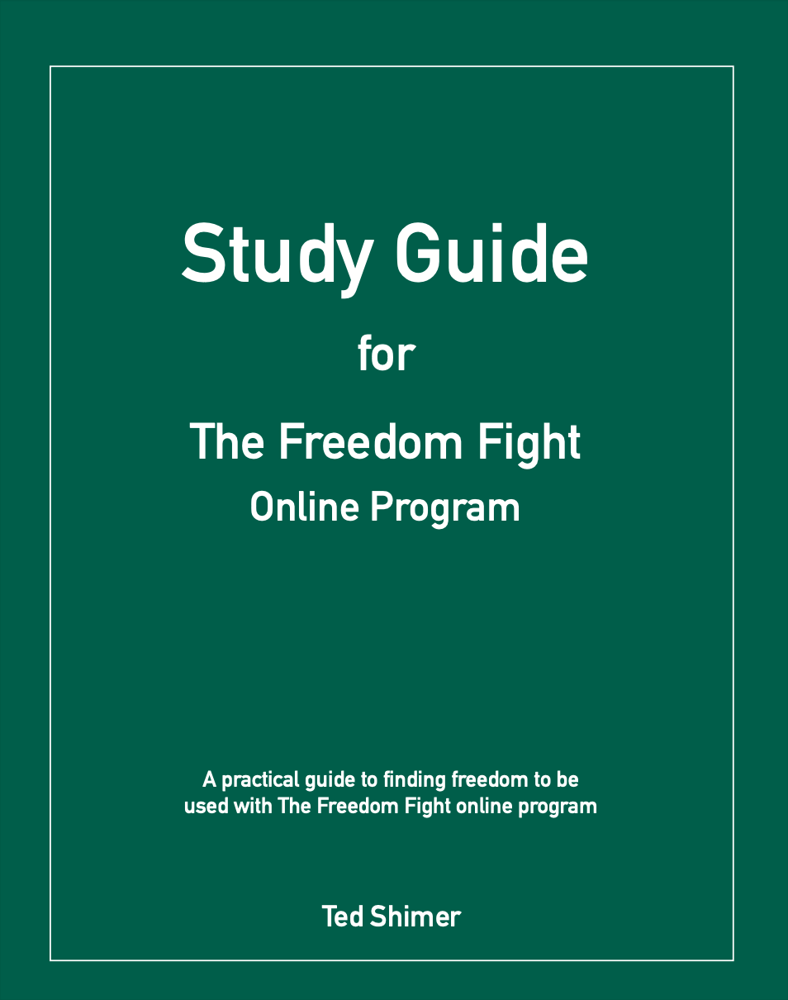 Study Guide
for
The Freedom Fight
Online Program
A practical guide to finding freedom to be
used with The Freedom Fight online program
Ted Shimer